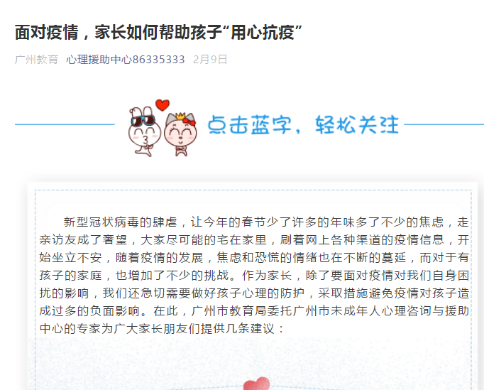 面对疫情，家长如何帮助孩子“用心抗疫”
广州教育 心理援助中心86335333 2月9日
点击蓝字，轻松关注
新型冠状病毒的肆虐，让今年的春节少了许多的年味多了不少的焦虑，走
亲访友成了奢望，大家尽可能的宅在家里，刷着网上各种渠道的疫情信息，开
始坐立不安，随着疫情的发展，焦虑和恐慌的情绪也在不断的蔓延，而对于有
孩子的家庭，也增加了不少的挑战。作为家长，除了要面对疫情对我们自身困
扰的影响，我们还急切需要做好孩子心理的防护，采取措施避免疫情对孩子造
成过多的负面影响。在此，广州市教育局委托广州市未成年人心理咨询与援助
中心的专家为广大家长朋友们提供几条建议：